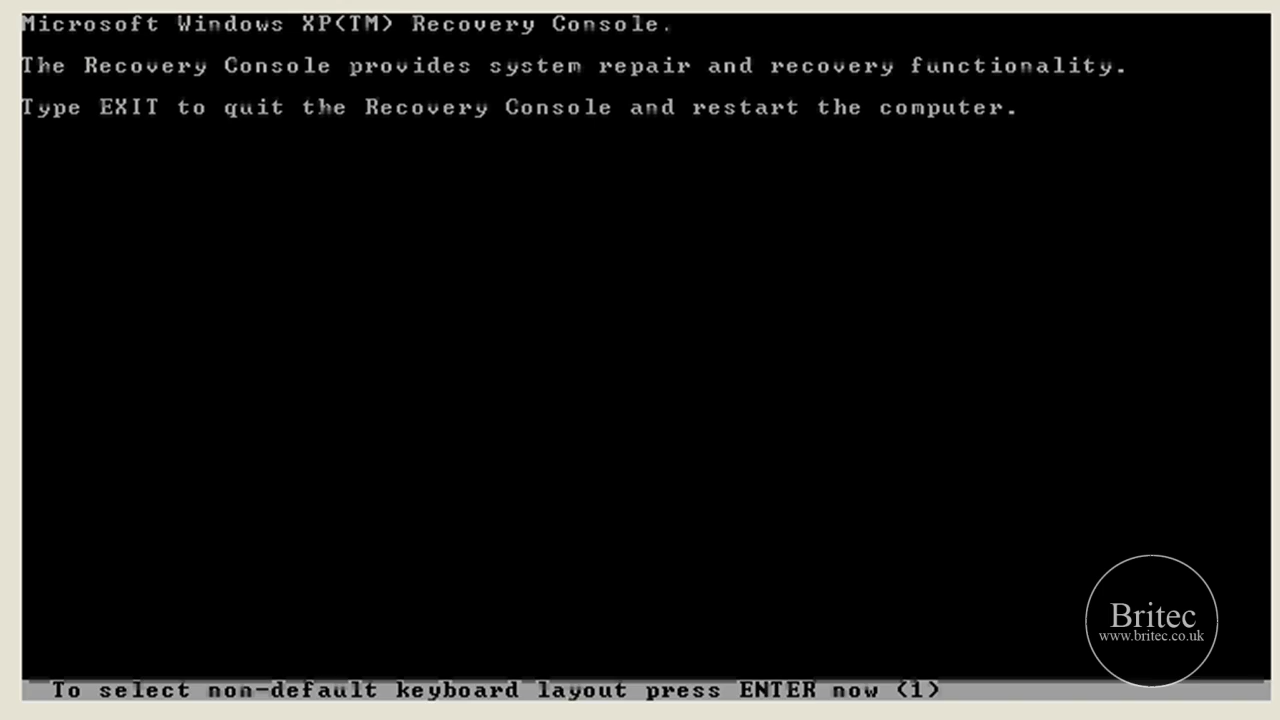 Microsoft Windows XP(TM) Recovery Console.
The Recovery Console provides system repair and recovery functionality.
Type EXIT to quit the Recovery Console and restart the computer.
Britec
www.britec.co.uk
To select non-default keyboard layout press ENTER now (1)